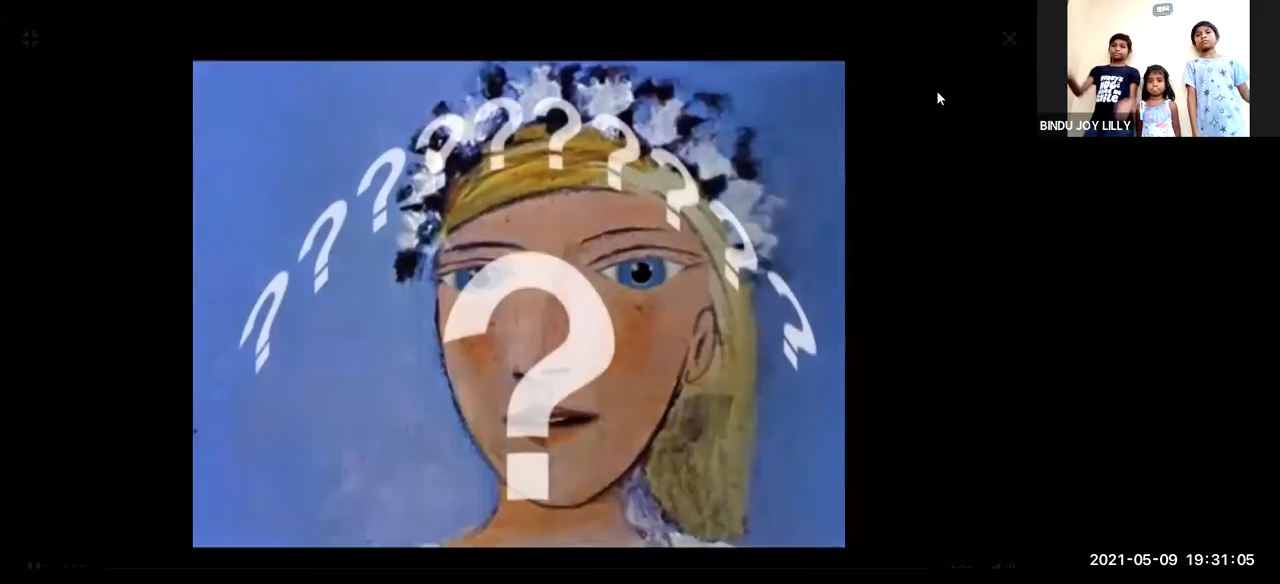 BINDU JOY LILLY
? ? ? ? ? ? ? ? ? ?
?
2021-05-09 19:31:05